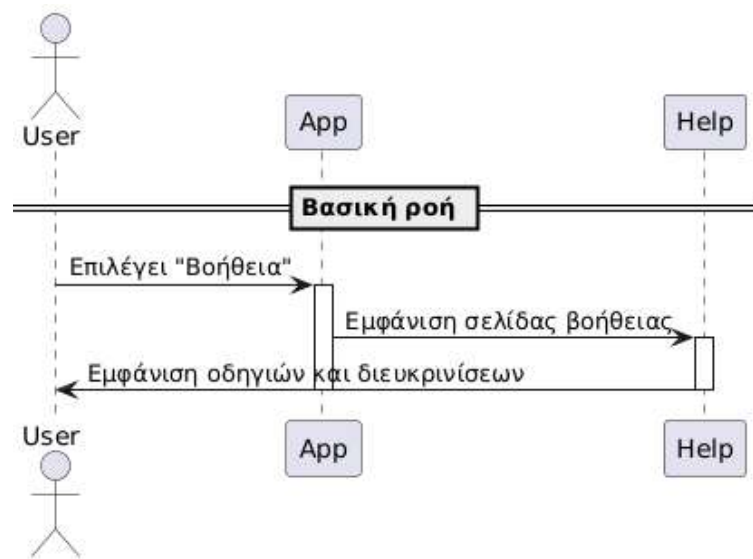 User
App
Help
Βασική ροή
Επιλέγει "Βοήθεια"
Εμφάνιση σελίδας βοήθειας
Εμφάνιση οδηγιών και διευκρινίσεων
User
App
Help